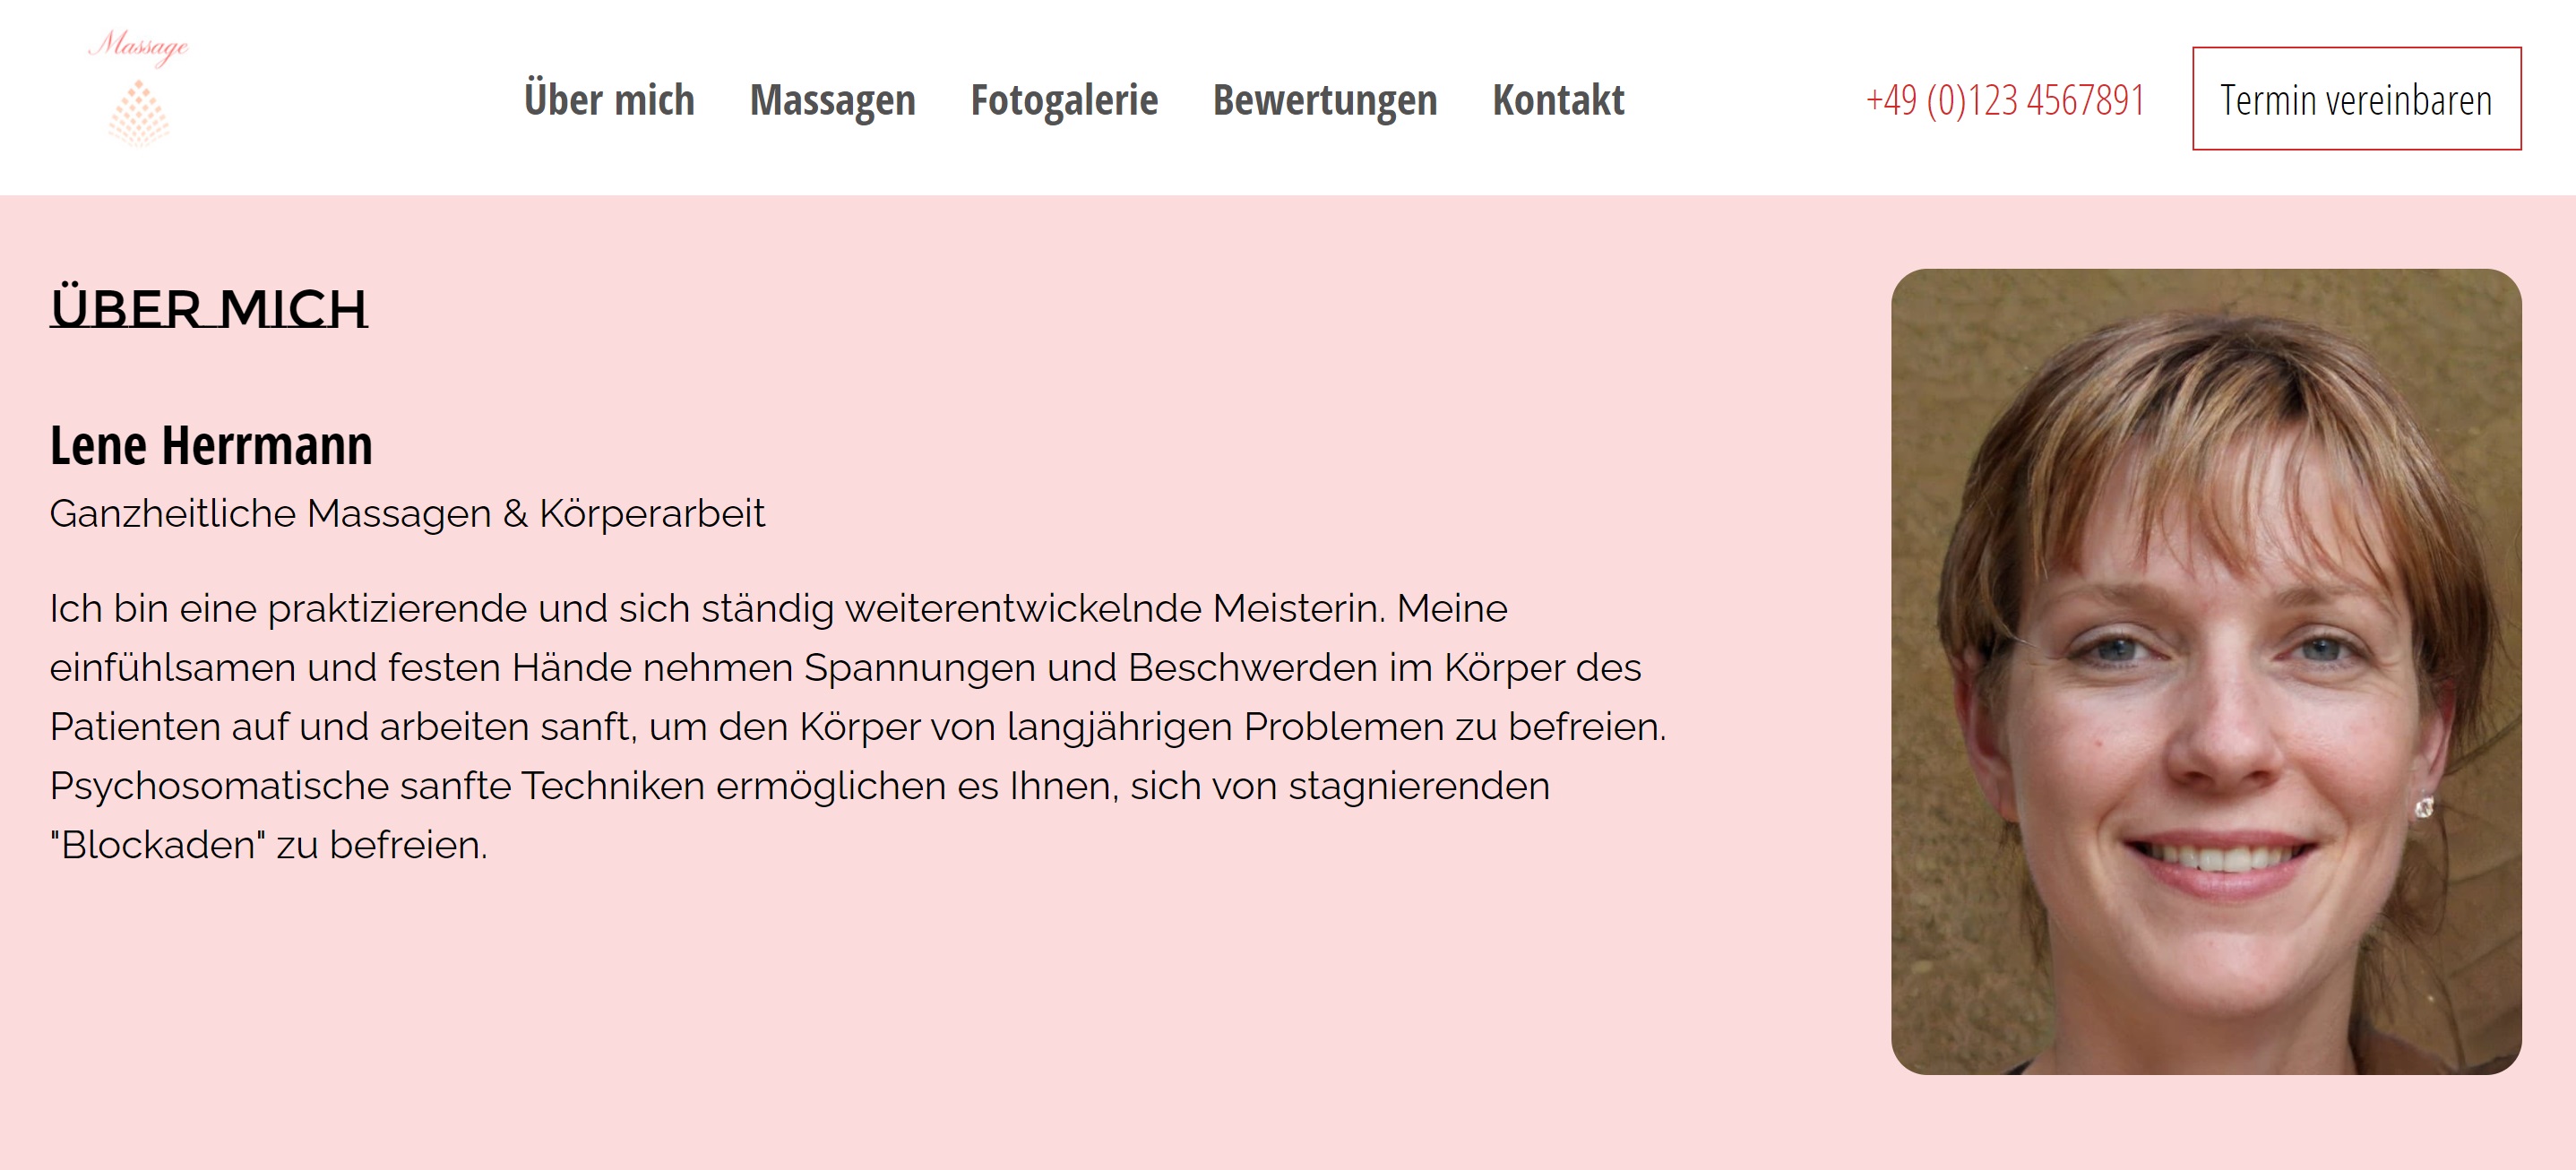 Massage
Über mich
Massagen
Fotogalerie
Bewertungen
Kontakt
+49 (0)123 4567891
Termin vereinbaren
ÜBER MICH
Lene Herrmann
Ganzheitliche Massagen & Körperarbeit
Ich bin eine praktizierende und sich ständig weiterentwickelnde Meisterin. Meine
einfühlsamen und festen Hände nehmen Spannungen und Beschwerden im Körper des
Patienten auf und arbeiten sanft, um den Körper von langjährigen Problemen zu befreien.
Psychosomatische sanfte Techniken ermöglichen es Ihnen, sich von stagnierenden
"Blockaden" zu befreien.